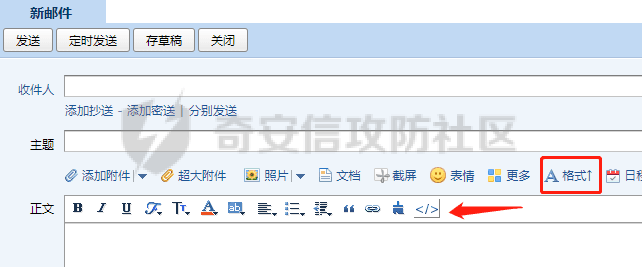 新邮件
发送 定时发送 存草稿 关闭
收件人
添加抄送 - 添加密送 | 分别发送
奇安信攻防社区
主题
添加附件 | 超大附件 照片 | 文档 截屏 表情 更多 A 格式↑
正文 B I U F TT A ab </>